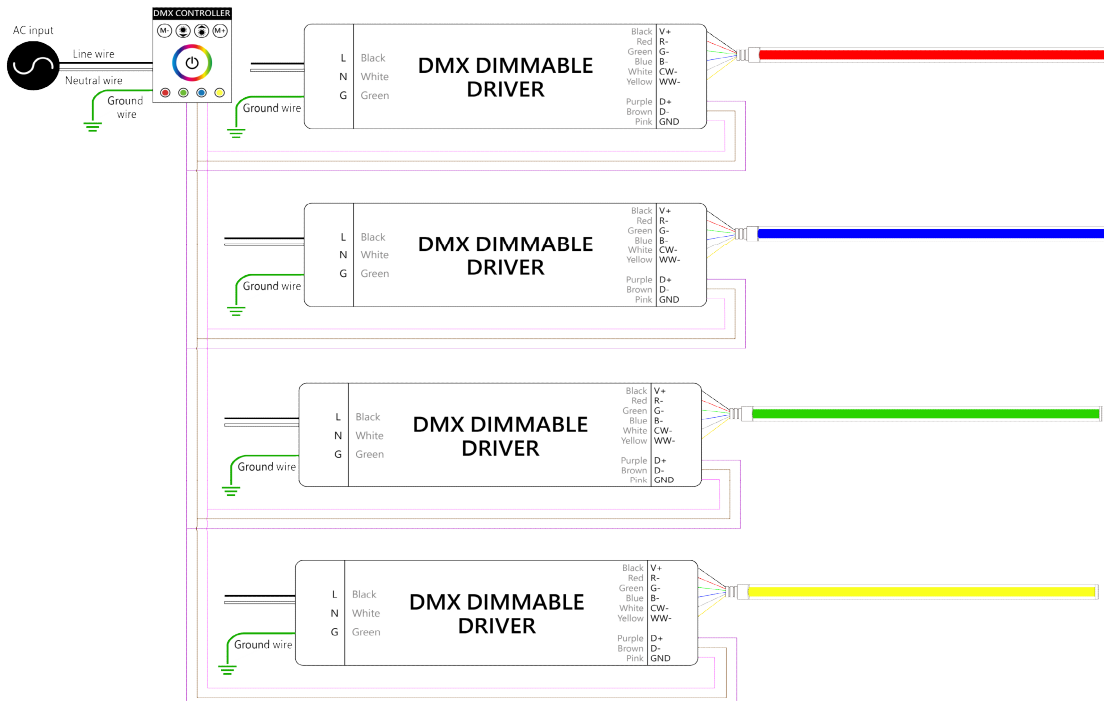 DMX CONTROLLER
M-
M+
AC input
Line wire
Neutral wire
Ground
wire
L Black
N White
G Green
Ground wire
DMX DIMMABLE
DRIVER
Black V+
Red R-
Green G-
Blue B-
White CW-
Yellow WW-
Purple D+
Brown D-
Pink GND
L Black
N White
G Green
Ground wire
DMX DIMMABLE
DRIVER
Black V+
Red R-
Green G-
Blue B-
White CW-
Yellow WW-
Purple D+
Brown D-
Pink GND
L Black
N White
G Green
Ground wire
DMX DIMMABLE
DRIVER
Black V+
Red R-
Green G-
Blue B-
White CW-
Yellow WW-
Purple D+
Brown D-
Pink GND
L Black
N White
G Green
Ground wire
DMX DIMMABLE
DRIVER
Black V+
Red R-
Green G-
Blue B-
White CW-
Yellow WW-
Purple D+
Brown D-
Pink GND